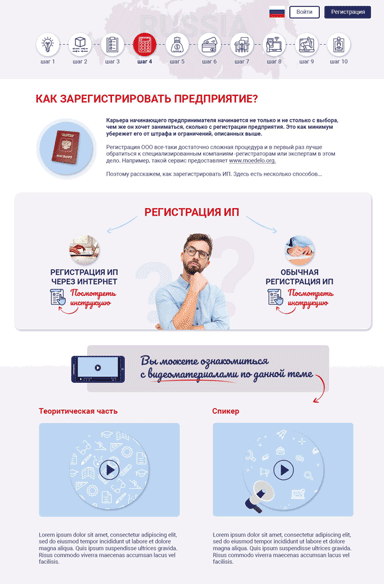 RUSSIA
Войти
Регистрация
шаг 1
шаг 2
шаг 3
шаг 4
шаг 5
шаг 6
шаг 7
шаг 8
шаг 9
шаг 10
КАК ЗАРЕГИСТРИРОВАТЬ ПРЕДПРИЯТИЕ?
Карьера начинающего предпринимателя начинается не только и не столько с выбора,
чем же он хочет заниматься, сколько с регистрации предприятия. Это как минимум
убережет его от штрафа и ограничений, описанных выше.
Регистрация ООО все-таки достаточно сложная процедура и в первый раз лучше
обратиться к специализированным компаниям-регистраторам или экспертам в этом
дело. Например, такой сервис предоставляет www.moedelo.org.
Поэтому расскажем, как зарегистрировать ИП. Здесь есть несколько способов...
РЕГИСТРАЦИЯ ИП
РЕГИСТРАЦИЯ ИП
ЧЕРЕЗ ИНТЕРНЕТ
Посмотреть
инструкцию
ОБЫЧНАЯ
РЕГИСТРАЦИЯ ИП
Посмотреть
инструкцию
Вы можете ознакомиться
с видеоматериалами по данной теме
Теоритическая часть
Спикер
Lorem ipsum dolor sit amet, consectetur adipiscing elit,
sed do eiusmod tempor incididunt ut labore et dolore
magna aliqua. Quis ipsum suspendisse ultrices gravida.
Risus commodo viverra maecenas accumsan lacus vel
facilisis.
Lorem ipsum dolor sit amet, consectetur adipiscing elit,
sed do eiusmod tempor incididunt ut labore et dolore
magna aliqua. Quis ipsum suspendisse ultrices gravida.
Risus commodo viverra maecenas accumsan lacus vel
facilisis.